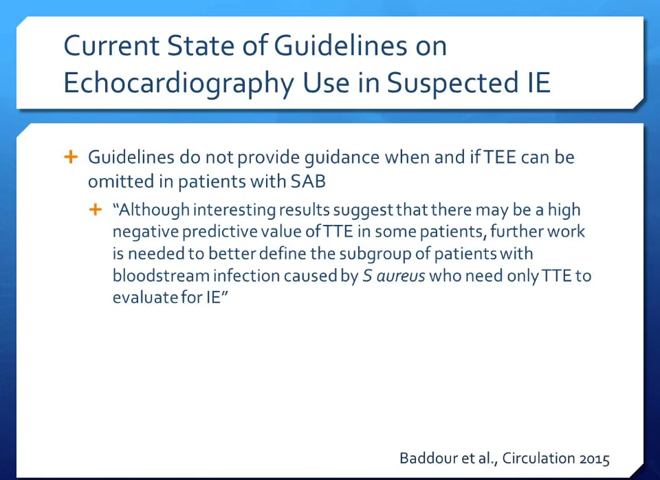 Current State of Guidelines on
Echocardiography Use in Suspected IE
Guidelines do not provide guidance when and if TEE can be
omitted in patients with SAB
“Although interesting results suggest that there may be a high
negative predictive value of TTE in some patients, further work
is needed to better define the subgroup of patients with
bloodstream infection caused by S aureus who need only TTE to
evaluate for IE”
Baddour et al., Circulation 2015